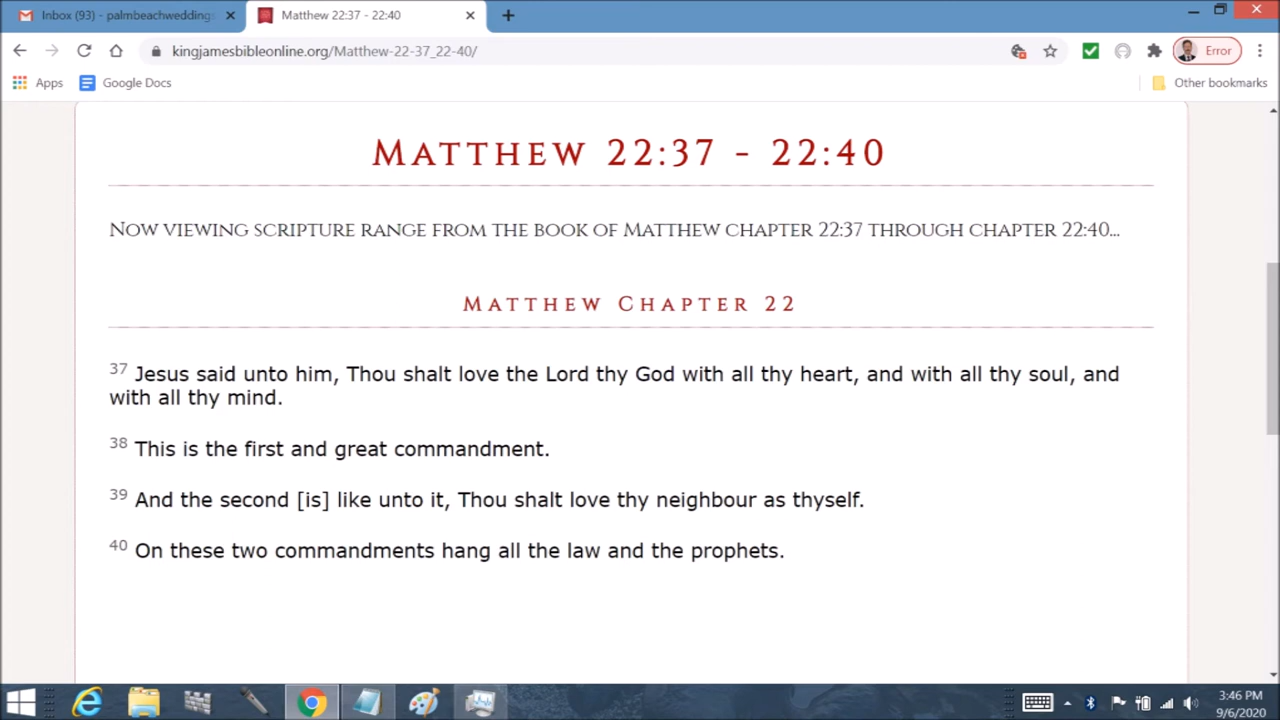 Inbox (93) - palmbeachwedding
Matthew 22:37 - 22:40
kingjamesbibleonline.org/Matthew-22-37_22-40/
Error
Apps
Google Docs
Other bookmarks
Matthew 22:37 - 22:40
Now viewing scripture range from the book of Matthew chapter 22:37 through chapter 22:40...
Matthew Chapter 22
37 Jesus said unto him, Thou shalt love the Lord thy God with all thy heart, and with all thy soul, and
with all thy mind.
38 This is the first and great commandment.
39 And the second [is] like unto it, Thou shalt love thy neighbour as thyself.
40 On these two commandments hang all the law and the prophets.
3:46 PM
9/6/2020